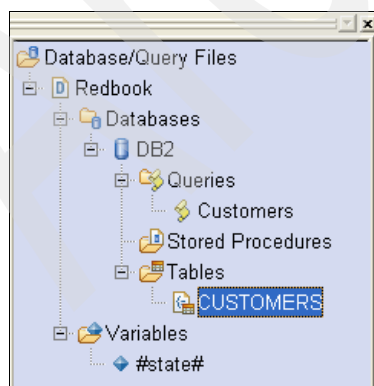 Database/Query Files
Redbook
Databases
DB2
Queries
Customers
Stored Procedures
Tables
CUSTOMERS
Variables
#state#